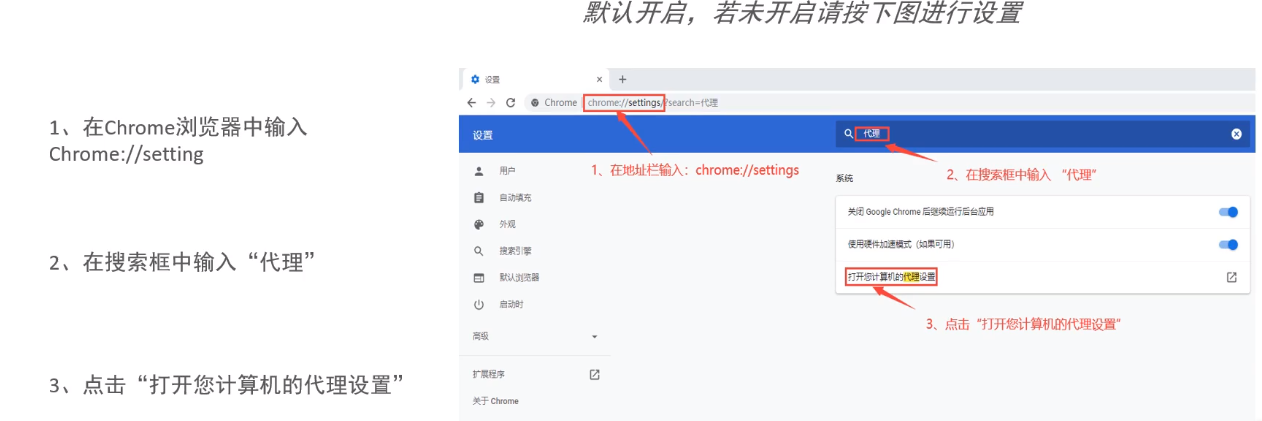 默认开启，若未开启请按下图进行设置
1、在Chrome浏览器中输入
Chrome://setting
2、在搜索框中输入“代理”
3、点击“打开您计算机的代理设置”
设置
Chrome chrome://settings/?search=代理
设置
代理
1、在地址栏输入：chrome://settings
2、在搜索框中输入 “代理”
用户
自动填充
外观
搜索引擎
默认浏览器
启动时
高级
扩展程序
关于 Chrome
系统
关闭 Google Chrome 后继续运行后台应用
使用硬件加速模式（如果可用）
打开您计算机的代理设置
3、点击“打开您计算机的代理设置”